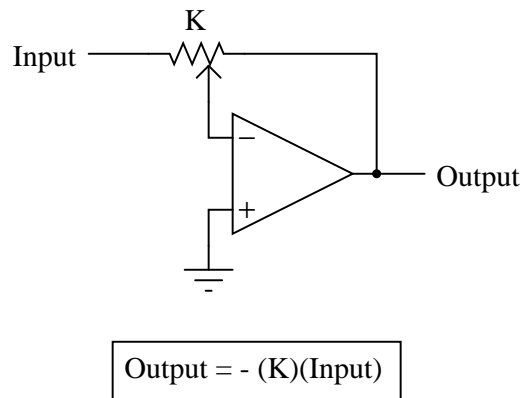 K
Input
−
+
Output
Output = - (K)(Input)